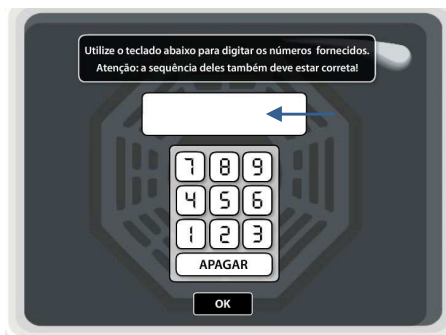 Utilize o teclado abaixo para digitar os números fornecidos.
Atenção: a sequência deles também deve estar correta!
7 8 9
4 5 6
1 2 3
APAGAR
OK